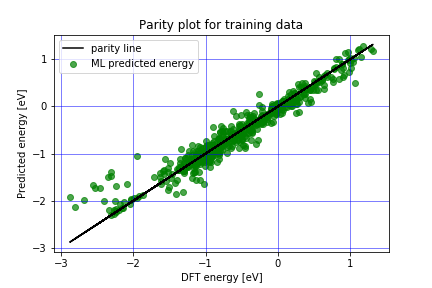 Parity plot for training data
parity line
ML predicted energy
Predicted energy [eV]
1
0
−1
−2
−3
−3 −2 −1 0 1
DFT energy [eV]